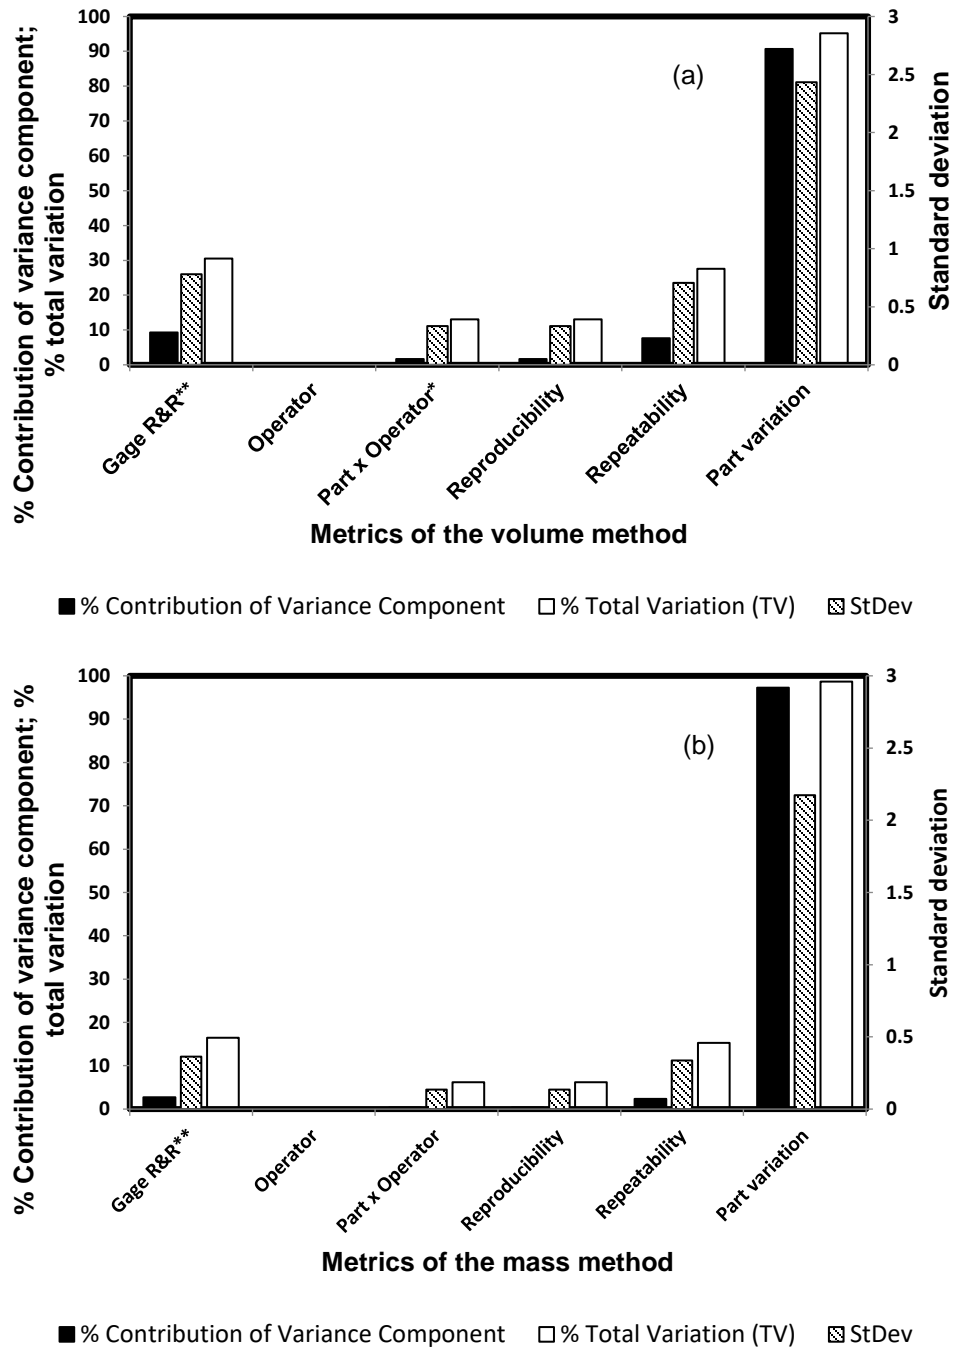 % Contribution of variance component;
% total variation
100
90
80
70
60
50
40
30
20
10
0
(a)
3
2.5
2
1.5
1
0.5
0
Standard deviation
Gage R&R**
Operator
Part x Operator*
Reproducibility
Repeatability
Part variation
Metrics of the volume method
% Contribution of Variance Component % Total Variation (TV) StDev
% Contribution of variance component; %
total variation
100
90
80
70
60
50
40
30
20
10
0
(b)
3
2.5
2
1.5
1
0.5
0
Standard deviation
Gage R&R**
Operator
Part x Operator
Reproducibility
Repeatability
Part variation
Metrics of the mass method
% Contribution of Variance Component % Total Variation (TV) StDev